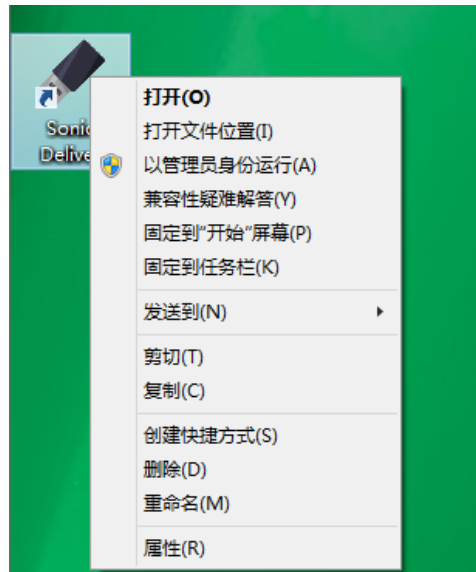 Sonic
Delive
打开(O)
打开文件位置(I)
以管理员身份运行(A)
兼容性疑难解答(Y)
固定到"开始"屏幕(P)
固定到任务栏(K)
发送到(N)
剪切(T)
复制(C)
创建快捷方式(S)
删除(D)
重命名(M)
属性(R)